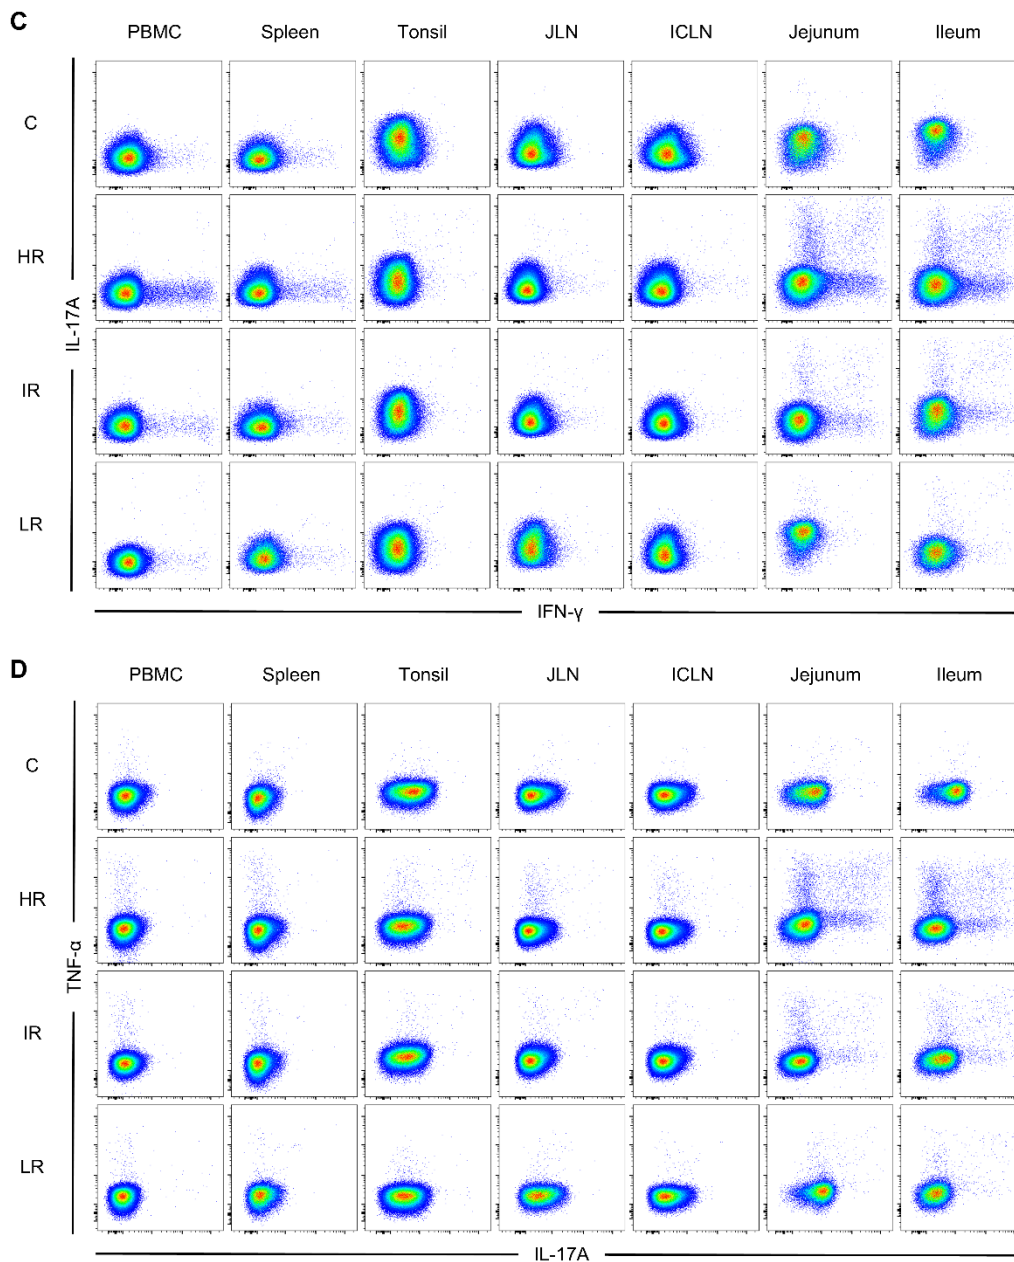 C
PBMC Spleen Tonsil JLN ICLN Jejunum Ileum
C
HR
IR
LR
IL-17A
IFN-γ
D
PBMC Spleen Tonsil JLN ICLN Jejunum Ileum
C
HR
IR
LR
TNF-α
IL-17A